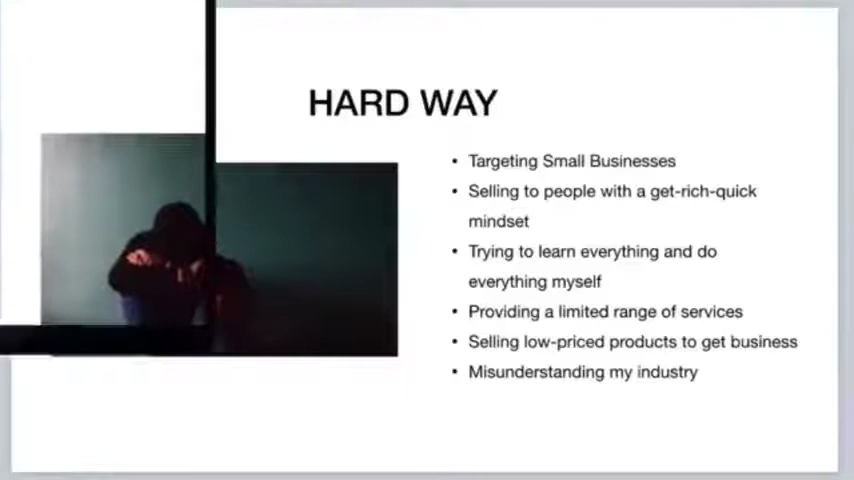 HARD WAY
• Targeting Small Businesses
• Selling to people with a get-rich-quick
mindset
• Trying to learn everything and do
everything myself
• Providing a limited range of services
• Selling low-priced products to get business
• Misunderstanding my industry